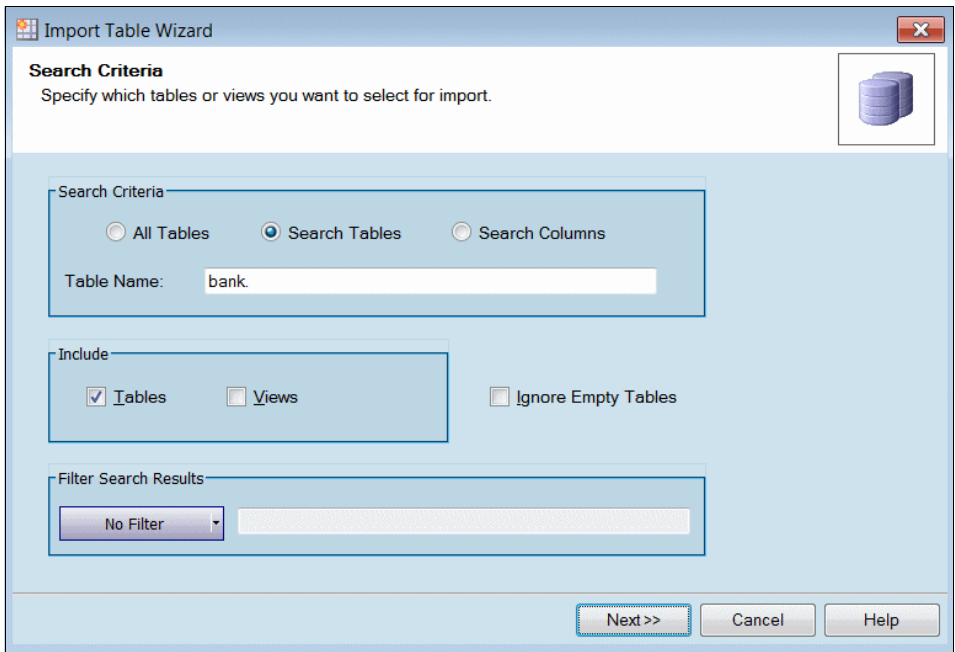 Import Table Wizard
Search Criteria
Specify which tables or views you want to select for import.
Search Criteria
All Tables Search Tables Search Columns
Table Name: bank.
Include
Tables Views Ignore Empty Tables
Filter Search Results
No Filter
Next>> Cancel Help